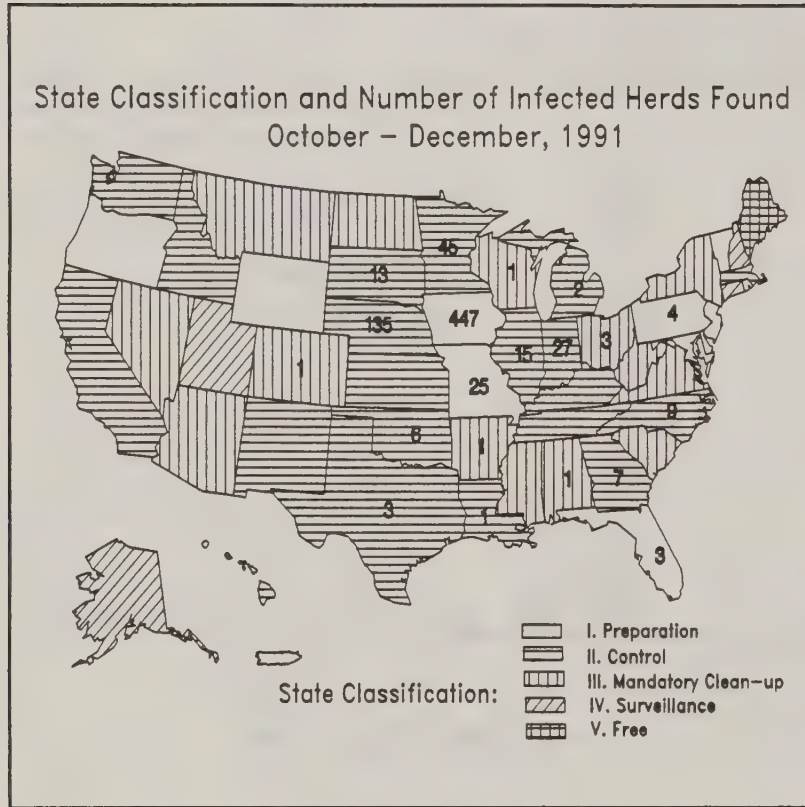 State Classification and Number of Infected Herds Found
October - December, 1991
45
13
1
2
135
447
4
1
15
27
3
25
6
1
9
1
7
3
1
3
State Classification:
I. Preparation
II. Control
III. Mandatory Clean-up
IV. Surveillance
V. Free